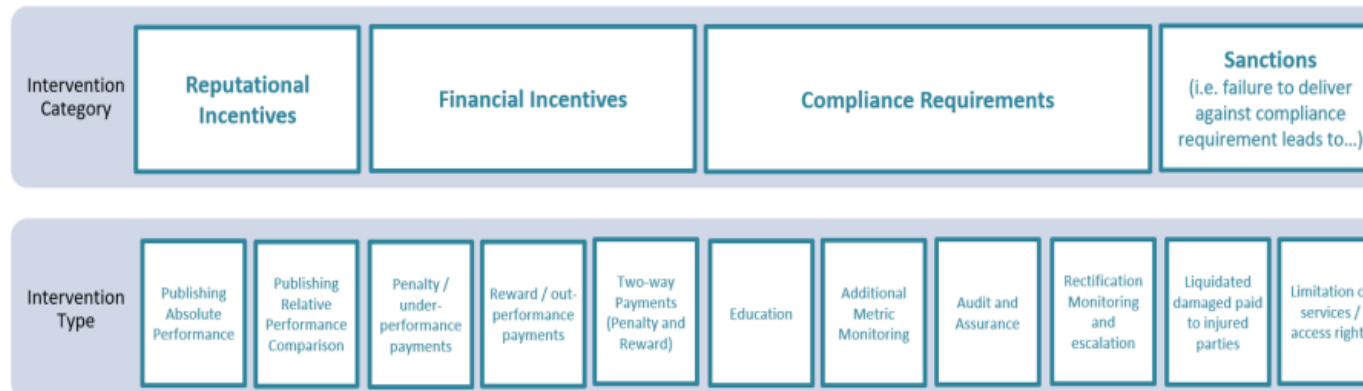 Intervention
Category
Reputational
Incentives
Financial Incentives
Compliance Requirements
Sanctions
(i.e. failure to deliver
against compliance
requirement leads to...)
Intervention
Type
Publishing
Absolute
Performance
Publishing
Relative
Performance
Comparison
Penalty /
under-
performance
payments
Reward / out-
performance
payments
Two-way
Payments
(Penalty and
Reward)
Education
Additional
Metric
Monitoring
Audit and
Assurance
Rectification
Monitoring
and
escalation
Liquidated
damaged paid
to injured
parties
Limitation
services /
access right